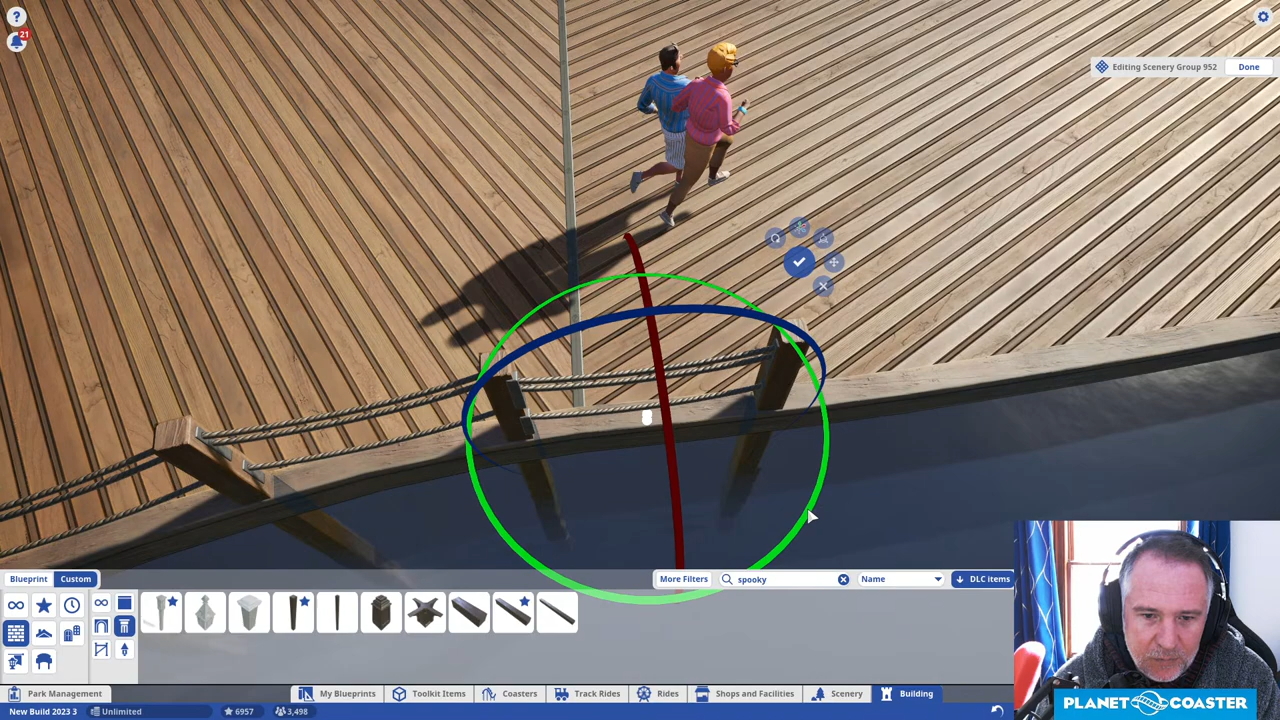 ?
21
Editing Scenery Group 952
Done
Blueprint
Custom
More Filters
spooky
Name
DLC items
Park Management
My Blueprints
Toolkit Items
Coasters
Track Rides
Rides
Shops and Facilities
Scenery
Building
New Build 2023 3
Unlimited
6957
3,498
PLANET COASTER